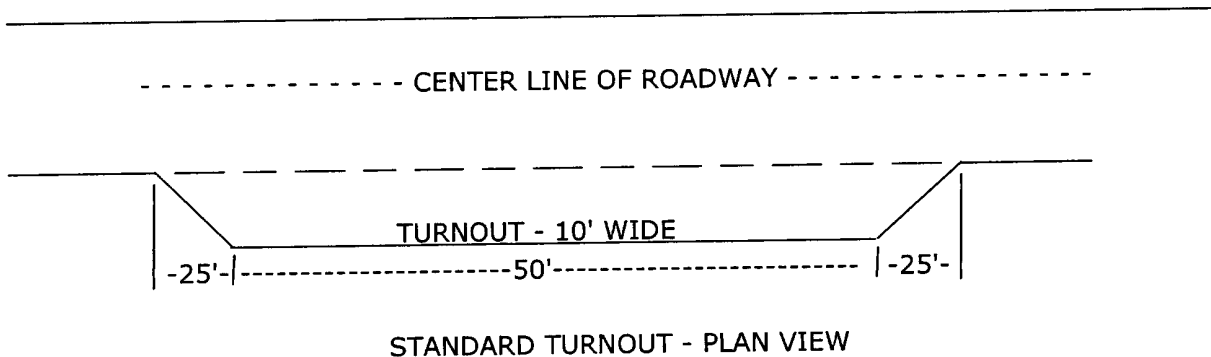 - - - - - - - - - - - - - CENTER LINE OF ROADWAY - - - - - - - - - - - - - - -
TURNOUT - 10' WIDE
-25'-|-----------------------50'--------------------------|-25'-
STANDARD TURNOUT - PLAN VIEW